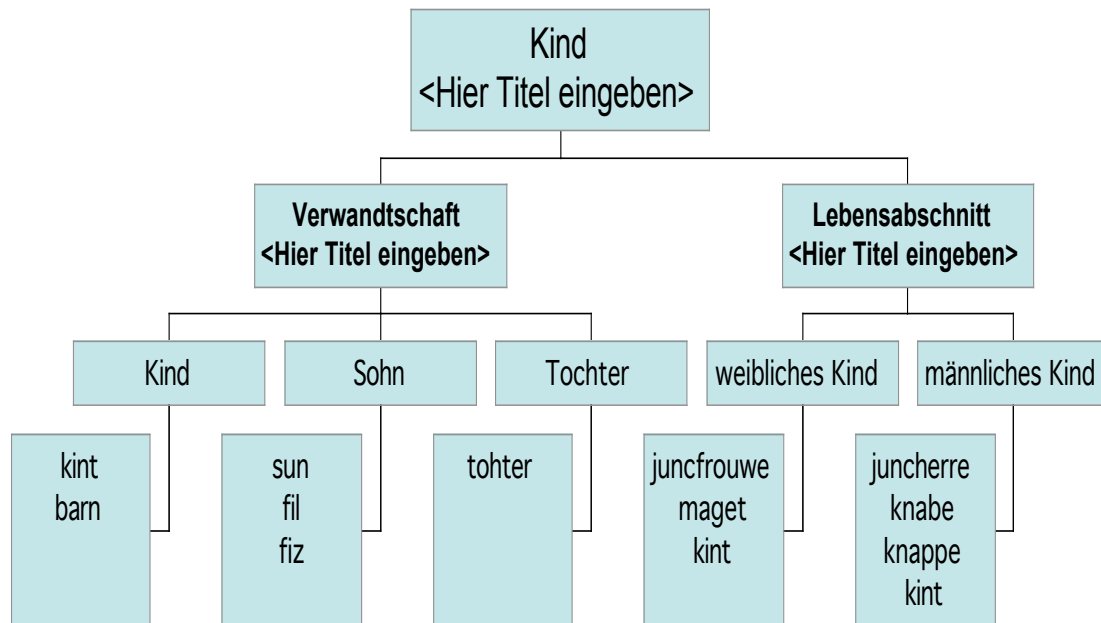 Kind
<Hier Titel eingeben>
Verwandtschaft
<Hier Titel eingeben>
Lebensabschnitt
<Hier Titel eingeben>
Kind
Sohn
Tochter
weibliches Kind
männliches Kind
kint
barn
sun
fil
fiz
tohter
juncfrouwe
maget
kint
juncherre
knabe
knappe
kint